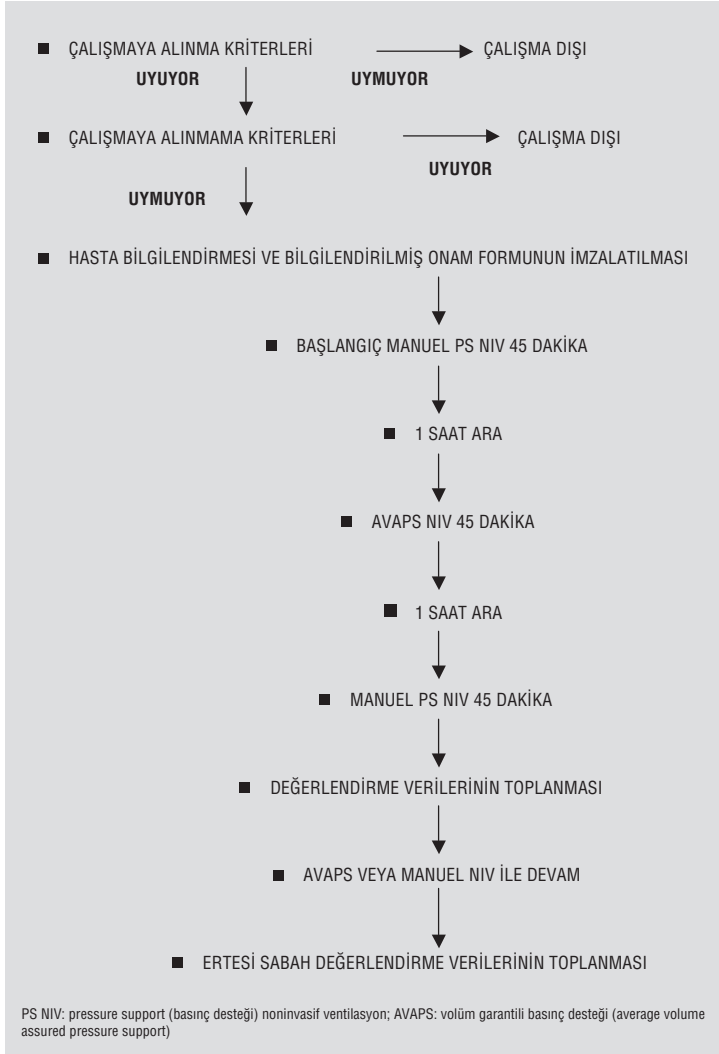 ■ ÇALIŞMAYA ALINMA KRİTERLERİ ÇALIŞMA DIŞI
UYUYOR UYMUYOR
■ ÇALIŞMAYA ALINMAMA KRİTERLERİ ÇALIŞMA DIŞI
UYUYOR
UYMUYOR
■ HASTA BİLGİLENDİRMESİ VE BİLGİLENDİRİLMİŞ ONAM FORMUNUN İMZALATILMASI
■ BAŞLANGIÇ MANUEL PS NIV 45 DAKİKA
■ 1 SAAT ARA
■ AVAPS NIV 45 DAKİKA
■ 1 SAAT ARA
■ MANUEL PS NIV 45 DAKİKA
■ DEĞERLENDİRME VERİLERİNİN TOPLANMASI
■ AVAPS VEYA MANUEL NIV İLE DEVAM
■ ERTESİ SABAH DEĞERLENDİRME VERİLERİNİN TOPLANMASI
PS NIV: pressure support (basınç desteği) noninvasif ventilasyon; AVAPS: volüm garantili basınç desteği (average volume
assured pressure support)